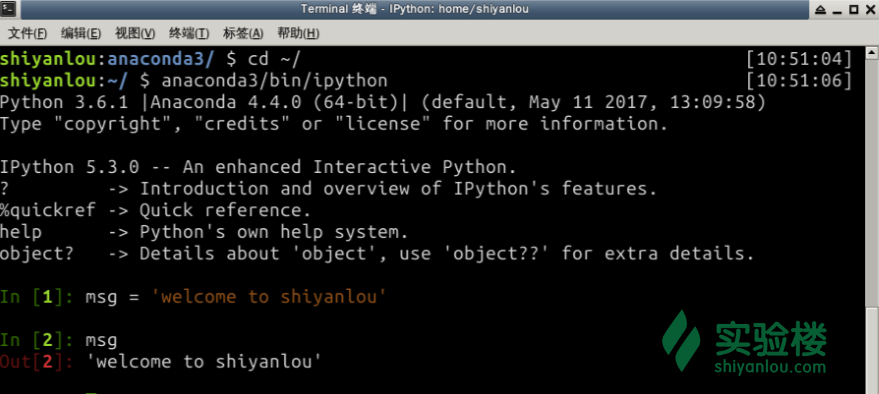 Terminal 终端 - IPython: home/shiyanlou
文件(F) 编辑(E) 视图(V) 终端(T) 标签(A) 帮助(H)
shiyanlou:anaconda3/ $ cd ~/ [10:51:04]
shiyanlou:~/ $ anaconda3/bin/ipython [10:51:06]
Python 3.6.1 |Anaconda 4.4.0 (64-bit)| (default, May 11 2017, 13:09:58)
Type "copyright", "credits" or "license" for more information.
IPython 5.3.0 -- An enhanced Interactive Python.
? -> Introduction and overview of IPython's features.
%quickref -> Quick reference.
help -> Python's own help system.
object? -> Details about 'object', use 'object??' for extra details.
In [1]: msg = 'welcome to shiyanlou'
In [2]: msg
Out[2]: 'welcome to shiyanlou'
实验楼
shiyanlou.com